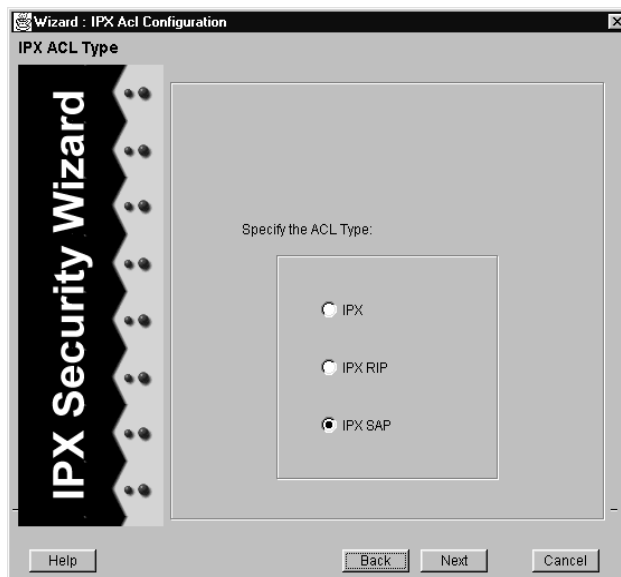 Wizard : IPX Acl Configuration
IPX ACL Type
IPX Security Wizard
Specify the ACL Type:
IPX
IPX RIP
IPX SAP
Help
Back
Next
Cancel